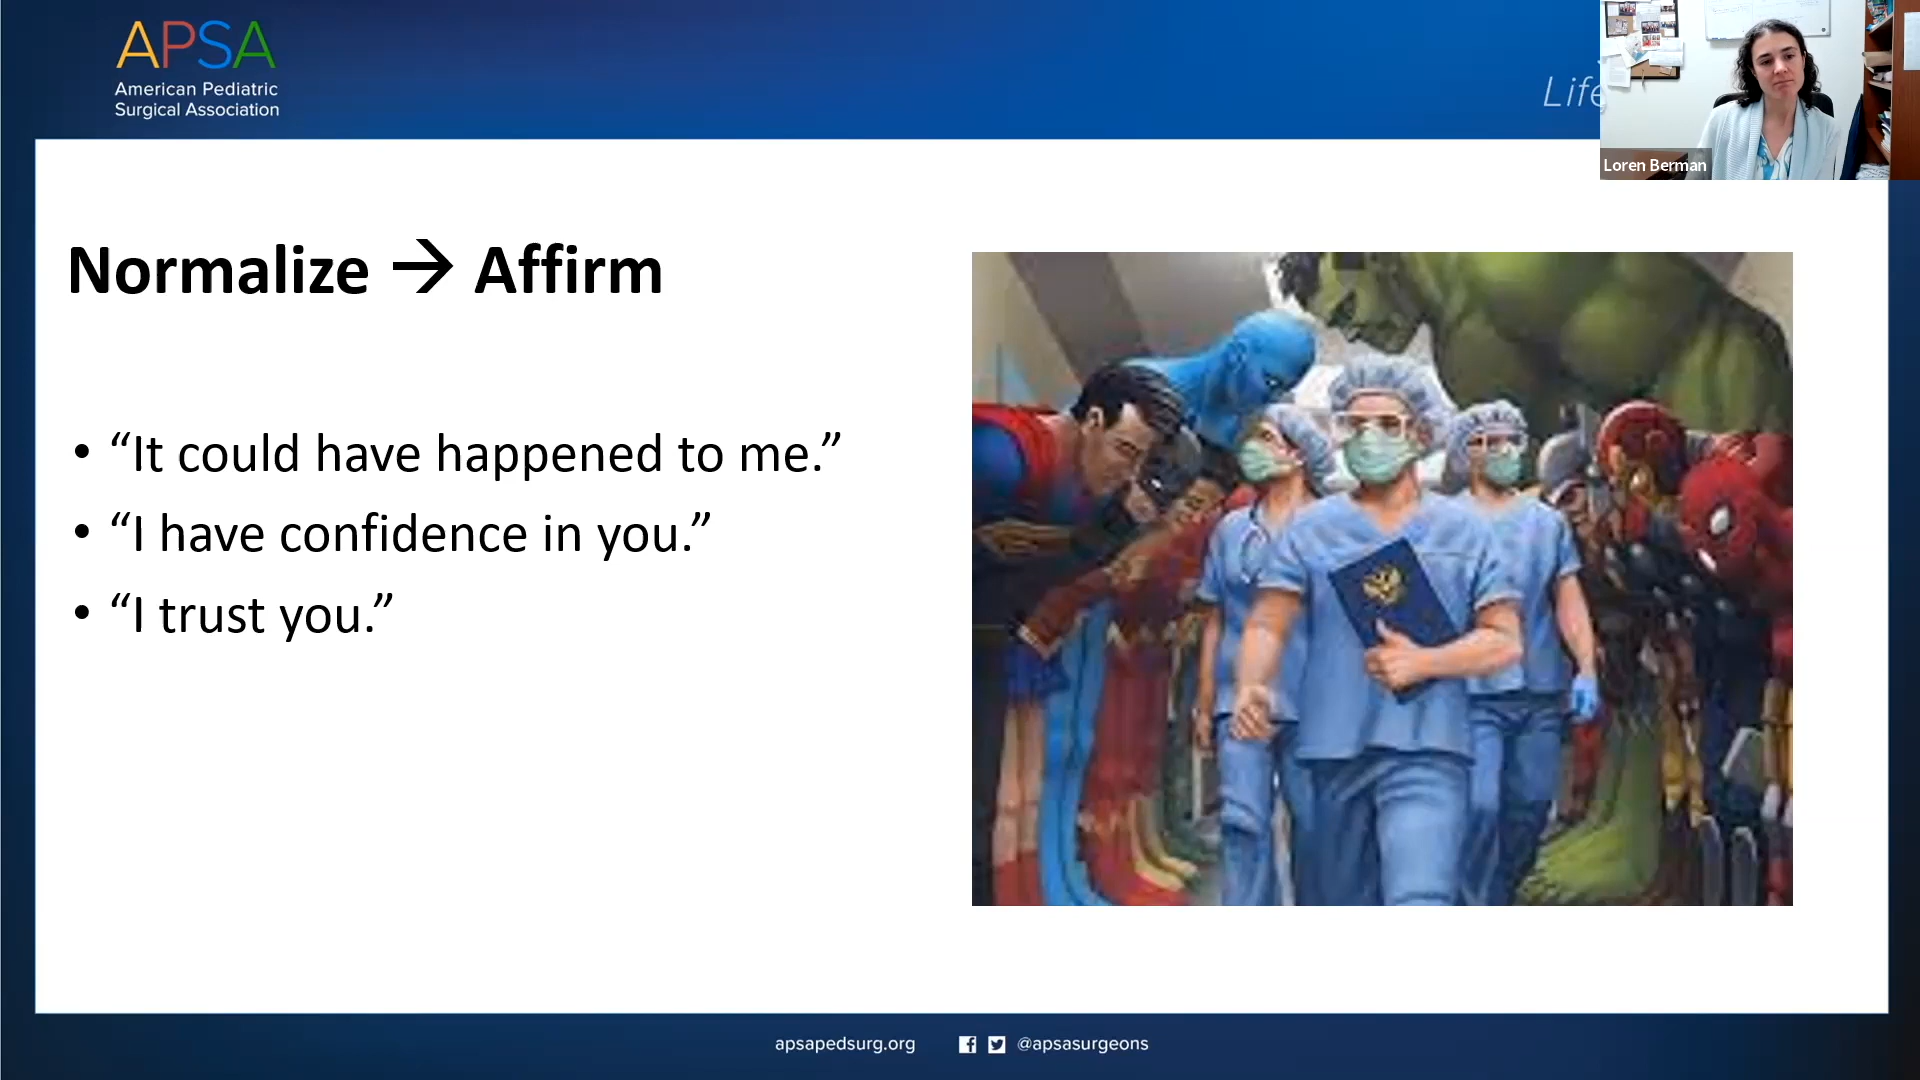 APSA
American Pediatric
Surgical Association
Loren Berman
Normalize → Affirm
• “It could have happened to me.”
• “I have confidence in you.”
• “I trust you.”
apsapedsurg.org
@apsasurgeons